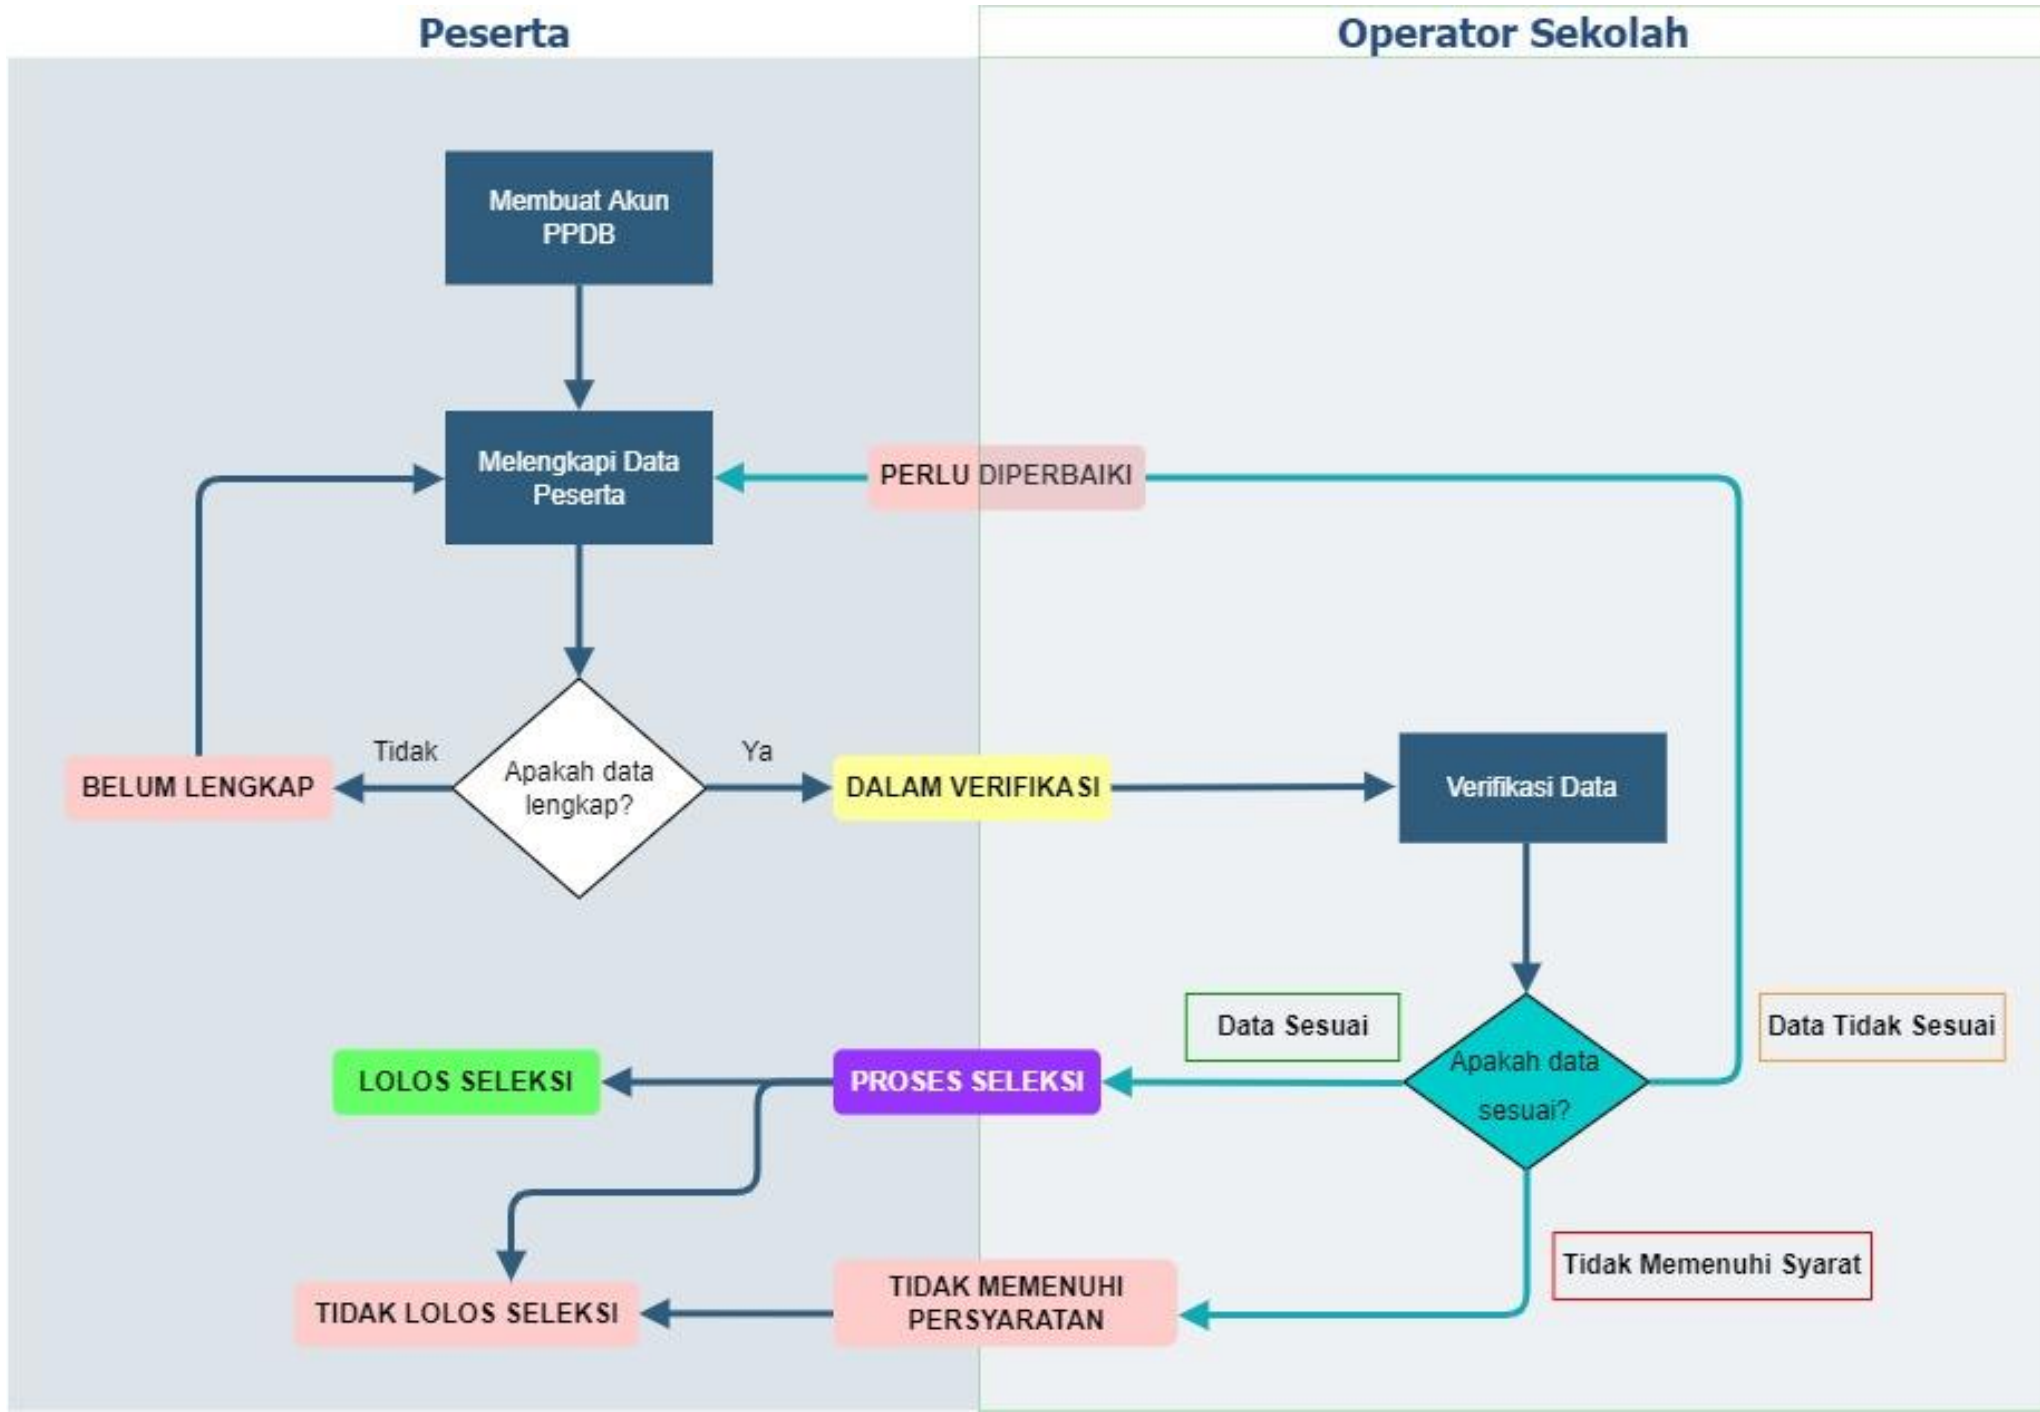 Peserta
Operator Sekolah
Membuat Akun
PPDB
Melengkapi Data
Peserta
PERLU DIPERBAIKI
Tidak
Ya
BELUM LENGKAP
Apakah data
lengkap?
DALAM VERIFIKASI
Verifikasi Data
Data Sesuai
Data Tidak Sesuai
LOLOS SELEKSI
PROSES SELEKSI
Apakah data
sesuai?
Tidak Memenuhi Syarat
TIDAK LOLOS SELEKSI
TIDAK MEMENUHI
PERSYARATAN